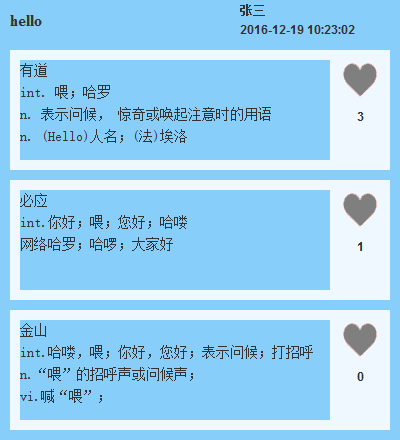 hello
张三
2016-12-19 10:23:02
有道
int. 喂；哈罗
n. 表示问候， 惊奇或唤起注意时的用语
n. (Hello)人名；(法)埃洛
3
必应
int.你好；喂；您好；哈喽
网络哈罗；哈啰；大家好
1
金山
int.哈喽，喂；你好，您好；表示问候；打招呼
n.“喂”的招呼声或问候声；
vi.喊“喂”；
0